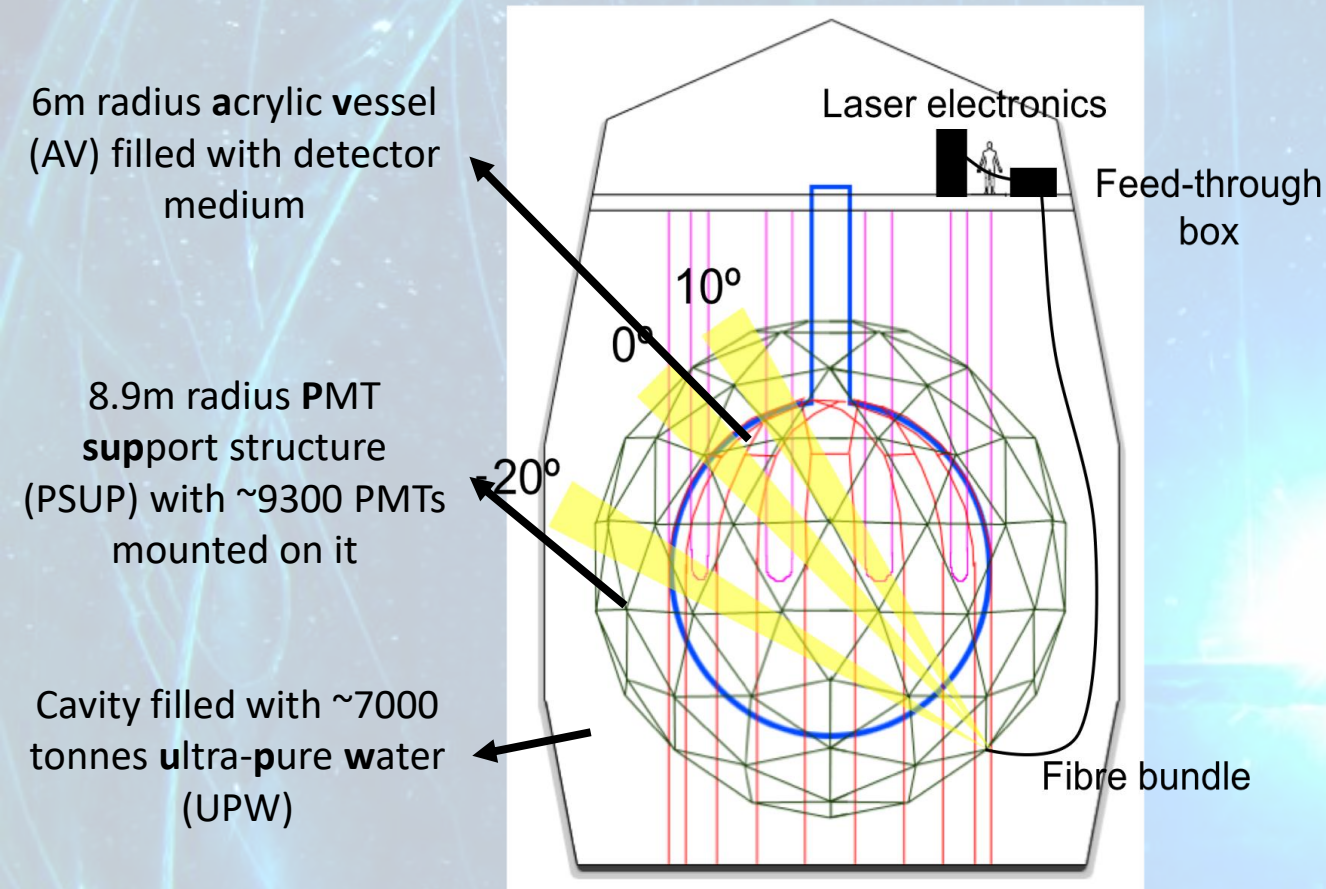 6m radius acrylic vessel
(AV) filled with detector
medium
8.9m radius PMT
support structure
(PSUP) with ~9300 PMTs
mounted on it
Cavity filled with ~7000
tonnes ultra-pure water
(UPW)
Laser electronics
Feed-through
box
10º
0º
-20º
Fibre bundle